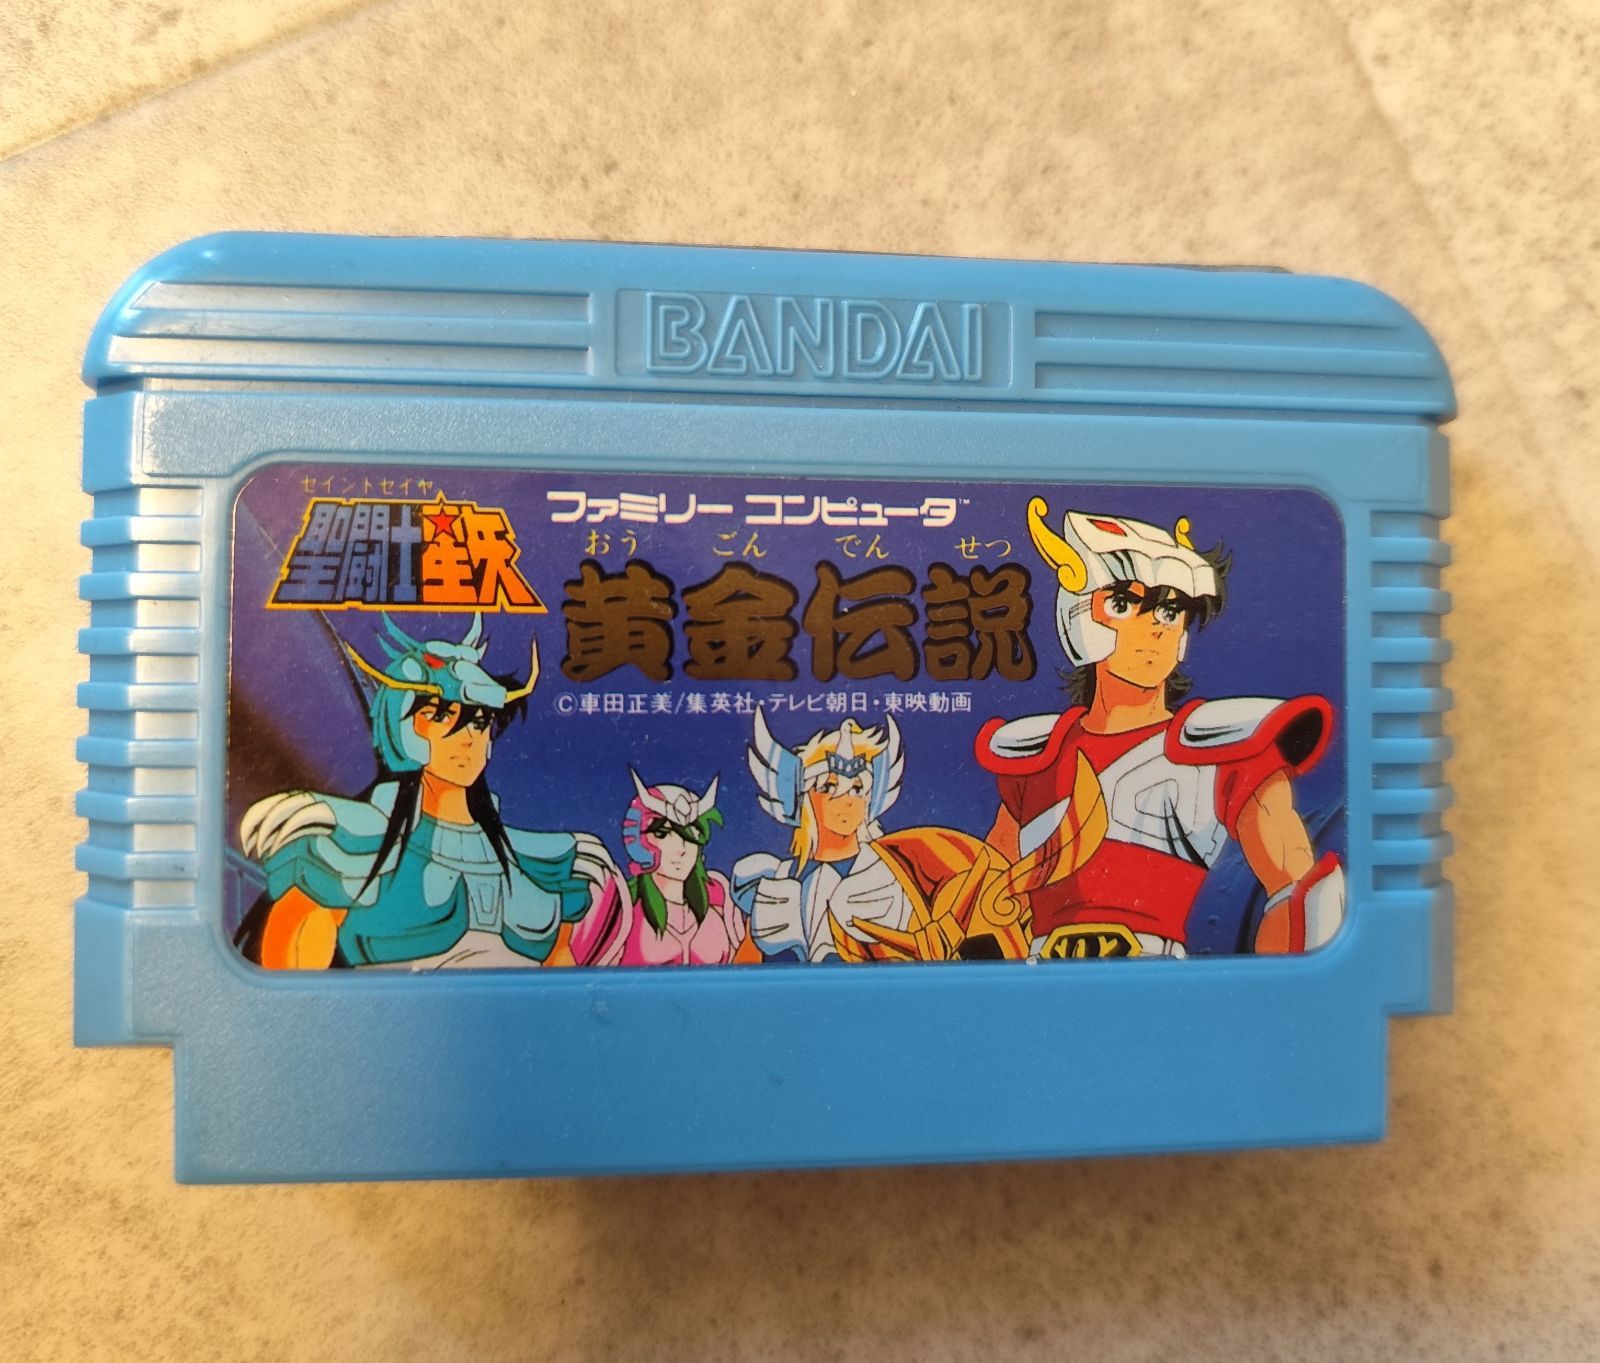 BANDAI
セイントセイヤ
聖闘士星矢
ファミリー コンピュータ™
おう ごん でん せつ
黄金伝説
©車田正美/集英社・テレビ朝日・東映動画